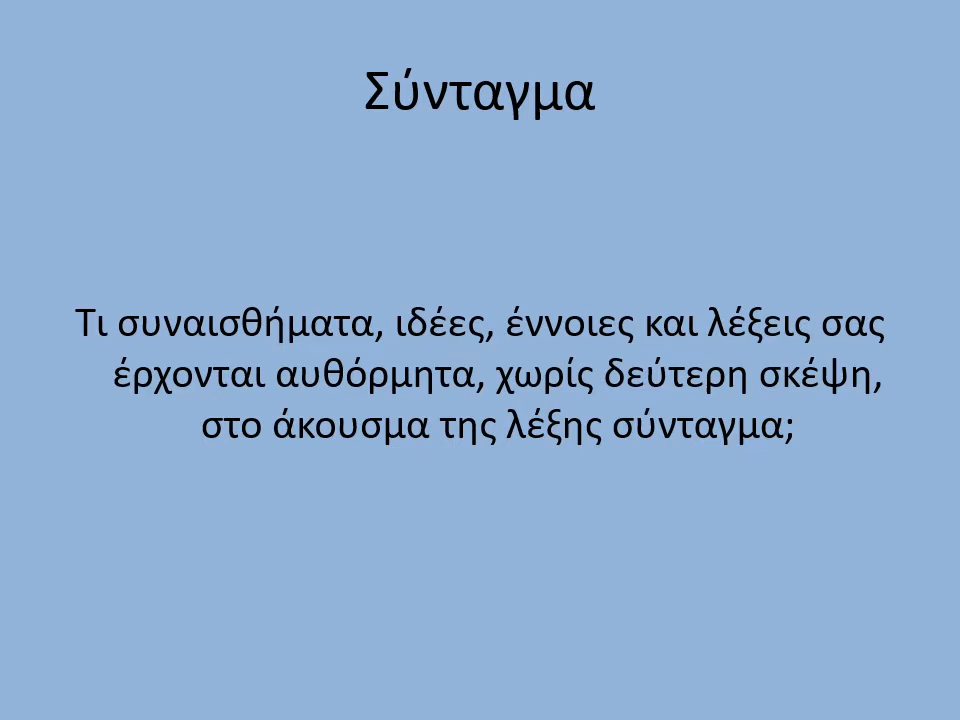 Σύνταγμα
Τι συναισθήματα, ιδέες, έννοιες και λέξεις σας
έρχονται αυθόρμητα, χωρίς δεύτερη σκέψη,
στο άκουσμα της λέξης σύνταγμα;